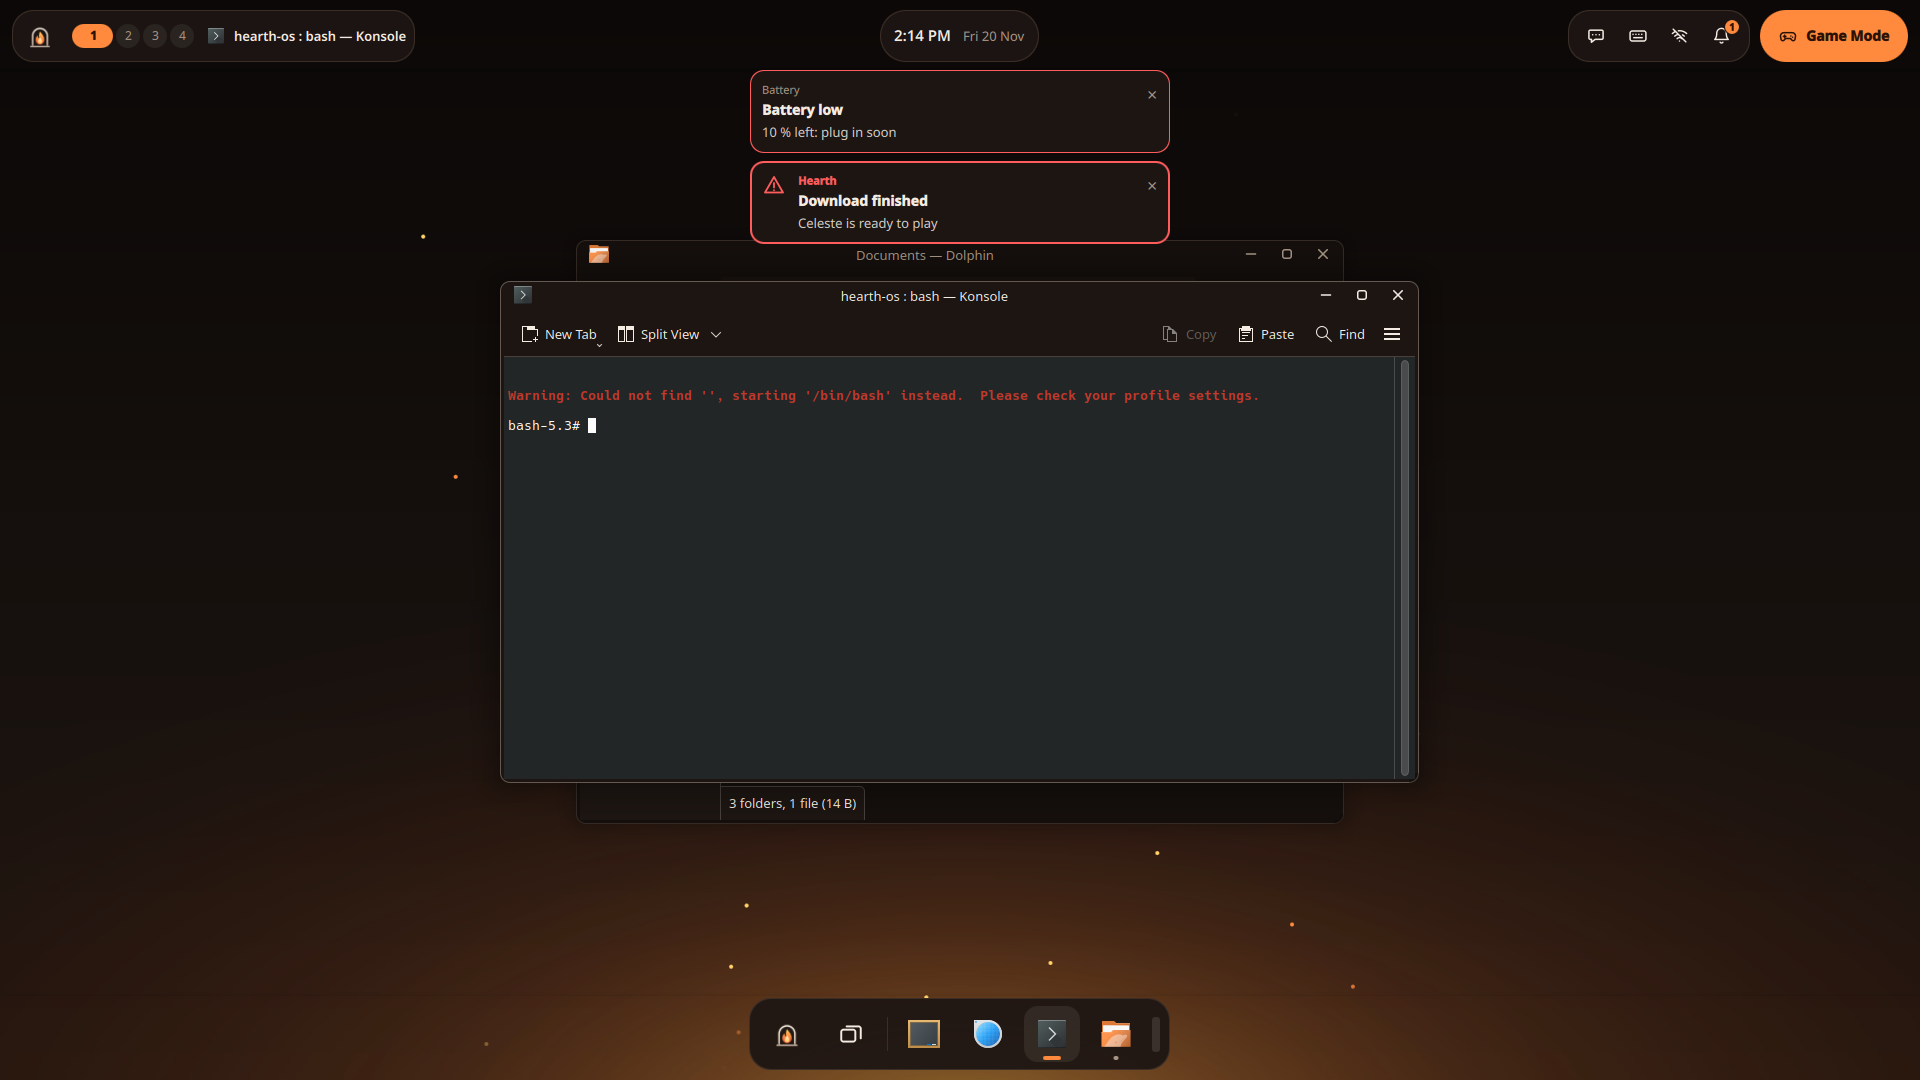 1 2 3 4 hearth-os : bash — Konsole
2:14 PM Fri 20 Nov
1
Game Mode
Battery
Battery low
10 % left: plug in soon
Hearth
Download finished
Celeste is ready to play
Documents — Dolphin
hearth-os : bash — Konsole
New Tab Split View Copy Paste Find
Warning: Could not find '', starting '/bin/bash' instead.  Please check your profile settings.
bash-5.3#
3 folders, 1 file (14 B)